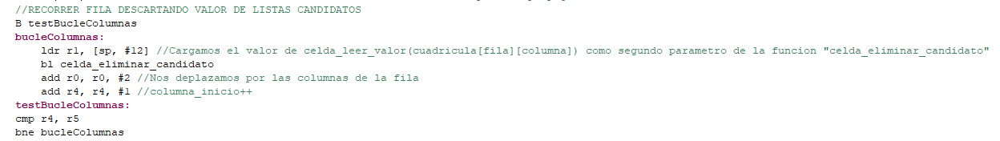 //RECORRER FILA DESCARTANDO VALOR DE LISTAS CANDIDATOS
B testBucleColumnas
bucleColumnas:
    ldr r1, [sp, #12] //Cargamos el valor de celda_leer_valor(cuadricula[fila][columna]) como segundo parametro de la funcion "celda_eliminar_candidato"
    bl celda_eliminar_candidato
    add r0, r0, #2 //Nos deplazamos por las columnas de la fila
    add r4, r4, #1 //columna_inicio++
testBucleColumnas:
cmp r4, r5
bne bucleColumnas